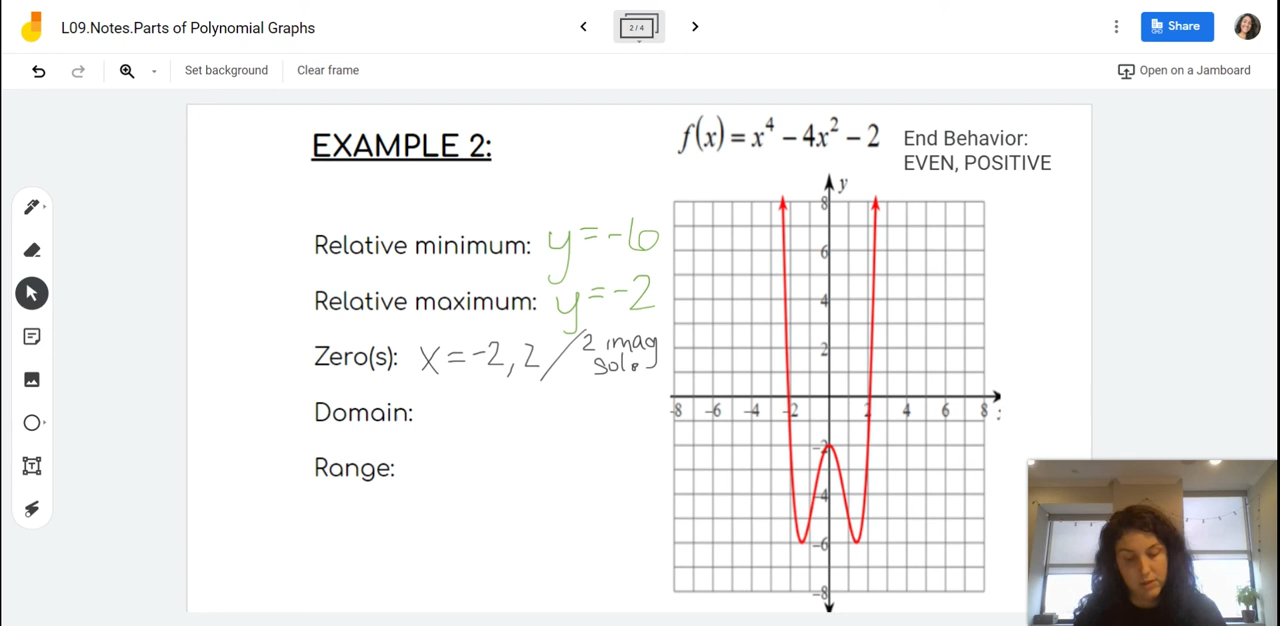 L09.Notes.Parts of Polynomial Graphs
2/4
Share
Set background
Clear frame
Open on a Jamboard
EXAMPLE 2:
f(x) = x⁴ − 4x² − 2
End Behavior:
EVEN, POSITIVE
Relative minimum: y = -6
Relative maximum: y = -2
Zero(s): x = -2, 2 / 2 imag
sol.
Domain:
Range:
y
8
6
4
2
-8 -6 -4 -2 2 4 6 8
-2
-4
-6
-8